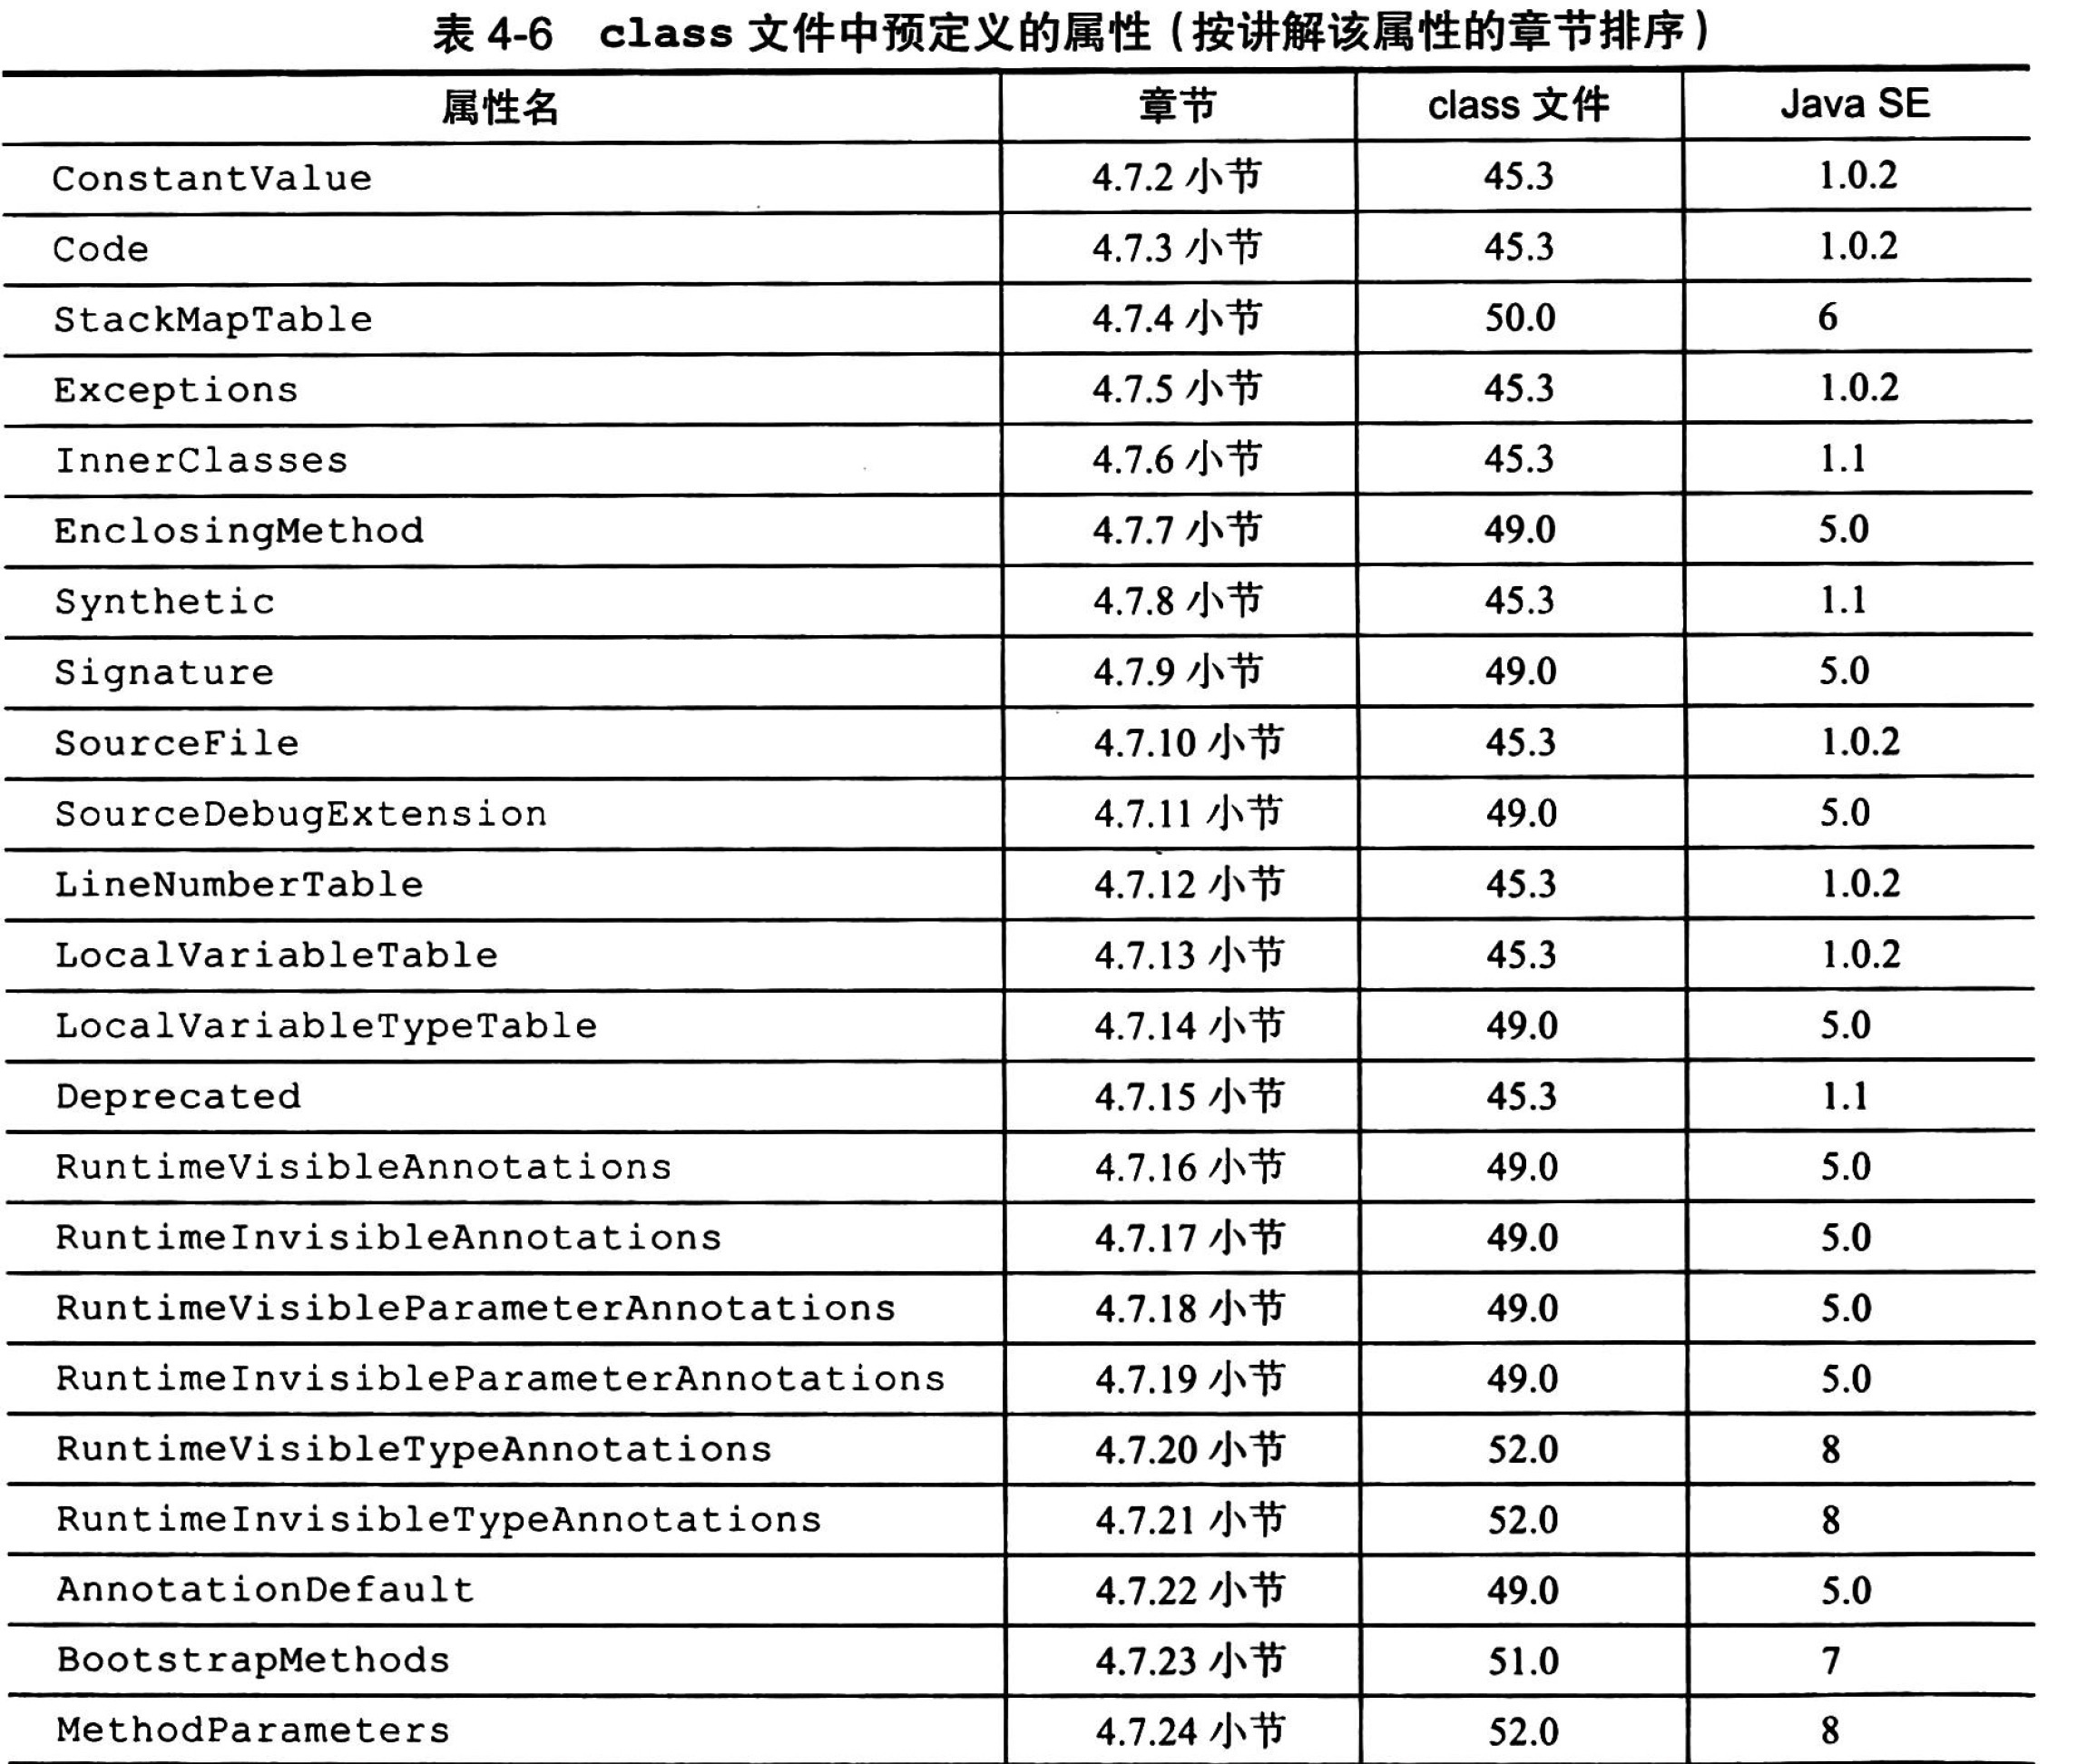 表 4-6 class 文件中预定义的属性（按讲解该属性的章节排序）
属性名 章节 class 文件 Java SE
ConstantValue 4.7.2 小节 45.3 1.0.2
Code 4.7.3 小节 45.3 1.0.2
StackMapTable 4.7.4 小节 50.0 6
Exceptions 4.7.5 小节 45.3 1.0.2
InnerClasses 4.7.6 小节 45.3 1.1
EnclosingMethod 4.7.7 小节 49.0 5.0
Synthetic 4.7.8 小节 45.3 1.1
Signature 4.7.9 小节 49.0 5.0
SourceFile 4.7.10 小节 45.3 1.0.2
SourceDebugExtension 4.7.11 小节 49.0 5.0
LineNumberTable 4.7.12 小节 45.3 1.0.2
LocalVariableTable 4.7.13 小节 45.3 1.0.2
LocalVariableTypeTable 4.7.14 小节 49.0 5.0
Deprecated 4.7.15 小节 45.3 1.1
RuntimeVisibleAnnotations 4.7.16 小节 49.0 5.0
RuntimeInvisibleAnnotations 4.7.17 小节 49.0 5.0
RuntimeVisibleParameterAnnotations 4.7.18 小节 49.0 5.0
RuntimeInvisibleParameterAnnotations 4.7.19 小节 49.0 5.0
RuntimeVisibleTypeAnnotations 4.7.20 小节 52.0 8
RuntimeInvisibleTypeAnnotations 4.7.21 小节 52.0 8
AnnotationDefault 4.7.22 小节 49.0 5.0
BootstrapMethods 4.7.23 小节 51.0 7
MethodParameters 4.7.24 小节 52.0 8